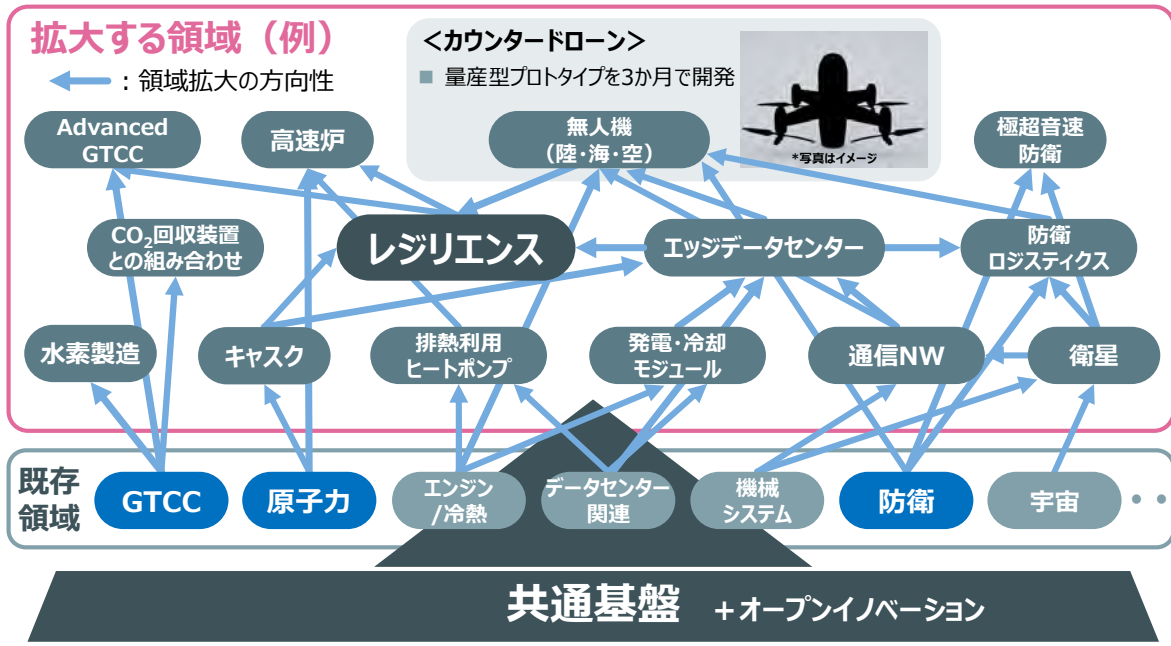 拡大する領域（例）
：領域拡大の方向性
＜カウンタードローン＞
■ 量産型プロトタイプを3か月で開発
*写真はイメージ
Advanced
GTCC
高速炉
無人機
（陸・海・空）
極超音速
防衛
CO₂回収装置
との組み合わせ
レジリエンス
エッジデータセンター
防衛
ロジスティクス
水素製造
キャスク
排熱利用
ヒートポンプ
発電・冷却
モジュール
通信NW
衛星
既存
領域
GTCC
原子力
エンジン
/冷熱
データセンター
関連
機械
システム
防衛
宇宙
・・
共通基盤 ＋オープンイノベーション